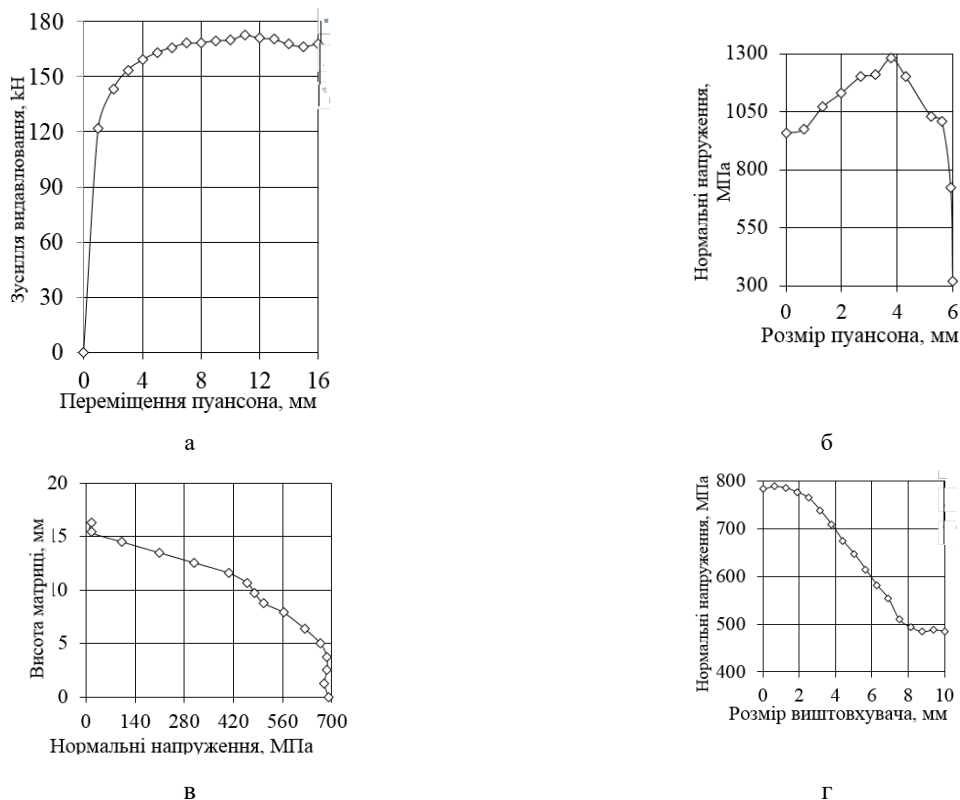 180
150
120
90
60
30
0
Зусилля видавлювання, kH
0 4 8 12 16
Переміщення пуансона, мм
а
1300
1050
800
550
300
Нормальні напруження,
МПа
0 2 4 6
Розмір пуансона, мм
б
20
15
10
5
0
Висота матриці, мм
0 140 280 420 560 700
Нормальні напруження, МПа
в
800
700
600
500
400
Нормальні напруження, МПа
0 2 4 6 8 10
Розмір виштовхувача, мм
г